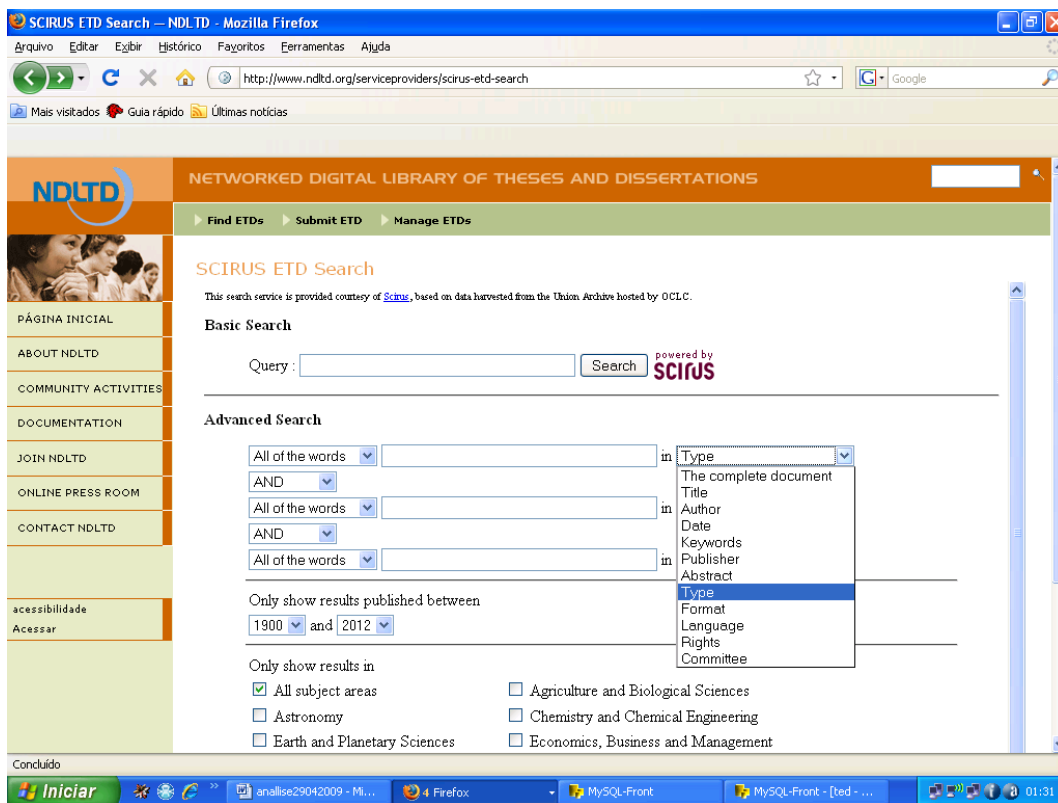 SCIRUS ETD Search — NDLTD - Mozilla Firefox
Arquivo Editar Exibir Histórico Favoritos Ferramentas Ajuda
http://www.ndltd.org/serviceproviders/scirus-etd-search
G Google
Mais visitados Guia rápido Últimas notícias
NDLTD
NETWORKED DIGITAL LIBRARY OF THESES AND DISSERTATIONS
Find ETDs Submit ETD Manage ETDs
PÁGINA INICIAL
ABOUT NDLTD
COMMUNITY ACTIVITIES
DOCUMENTATION
JOIN NDLTD
ONLINE PRESS ROOM
CONTACT NDLTD
acessibilidade
Acessar
SCIRUS ETD Search
This search service is provided courtesy of Scirus, based on data harvested from the Union Archive hosted by OCLC.
Basic Search
Query : Search powered by
SCIRUS
Advanced Search
All of the words in Type
AND
All of the words in
AND
All of the words in
The complete document
Title
Author
Date
Keywords
Publisher
Abstract
Type
Format
Language
Rights
Committee
Only show results published between
1900 and 2012
Only show results in
All subject areas Agriculture and Biological Sciences
Astronomy Chemistry and Chemical Engineering
Earth and Planetary Sciences Economics, Business and Management
Concluído
Iniciar » anallise29042009 - Mi... 4 Firefox MySQL-Front MySQL-Front - [ted - ... 01:31